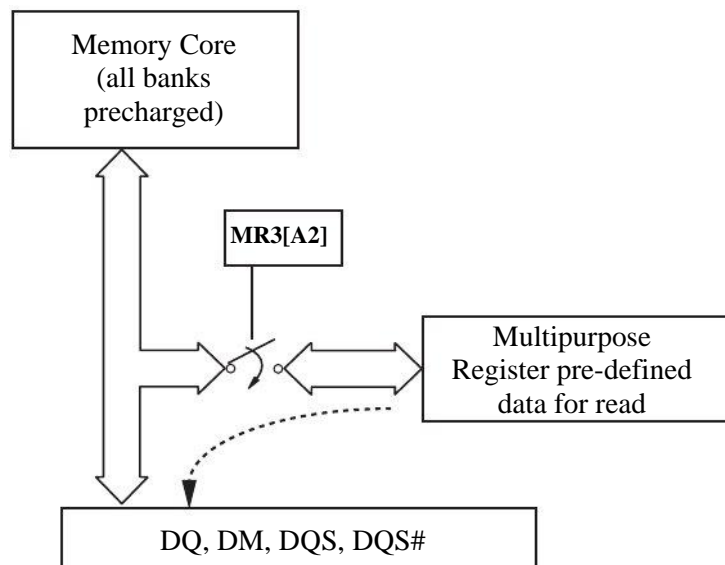 Memory Core
(all banks
precharged)
MR3[A2]
Multipurpose
Register pre-defined
data for read
DQ, DM, DQS, DQS#